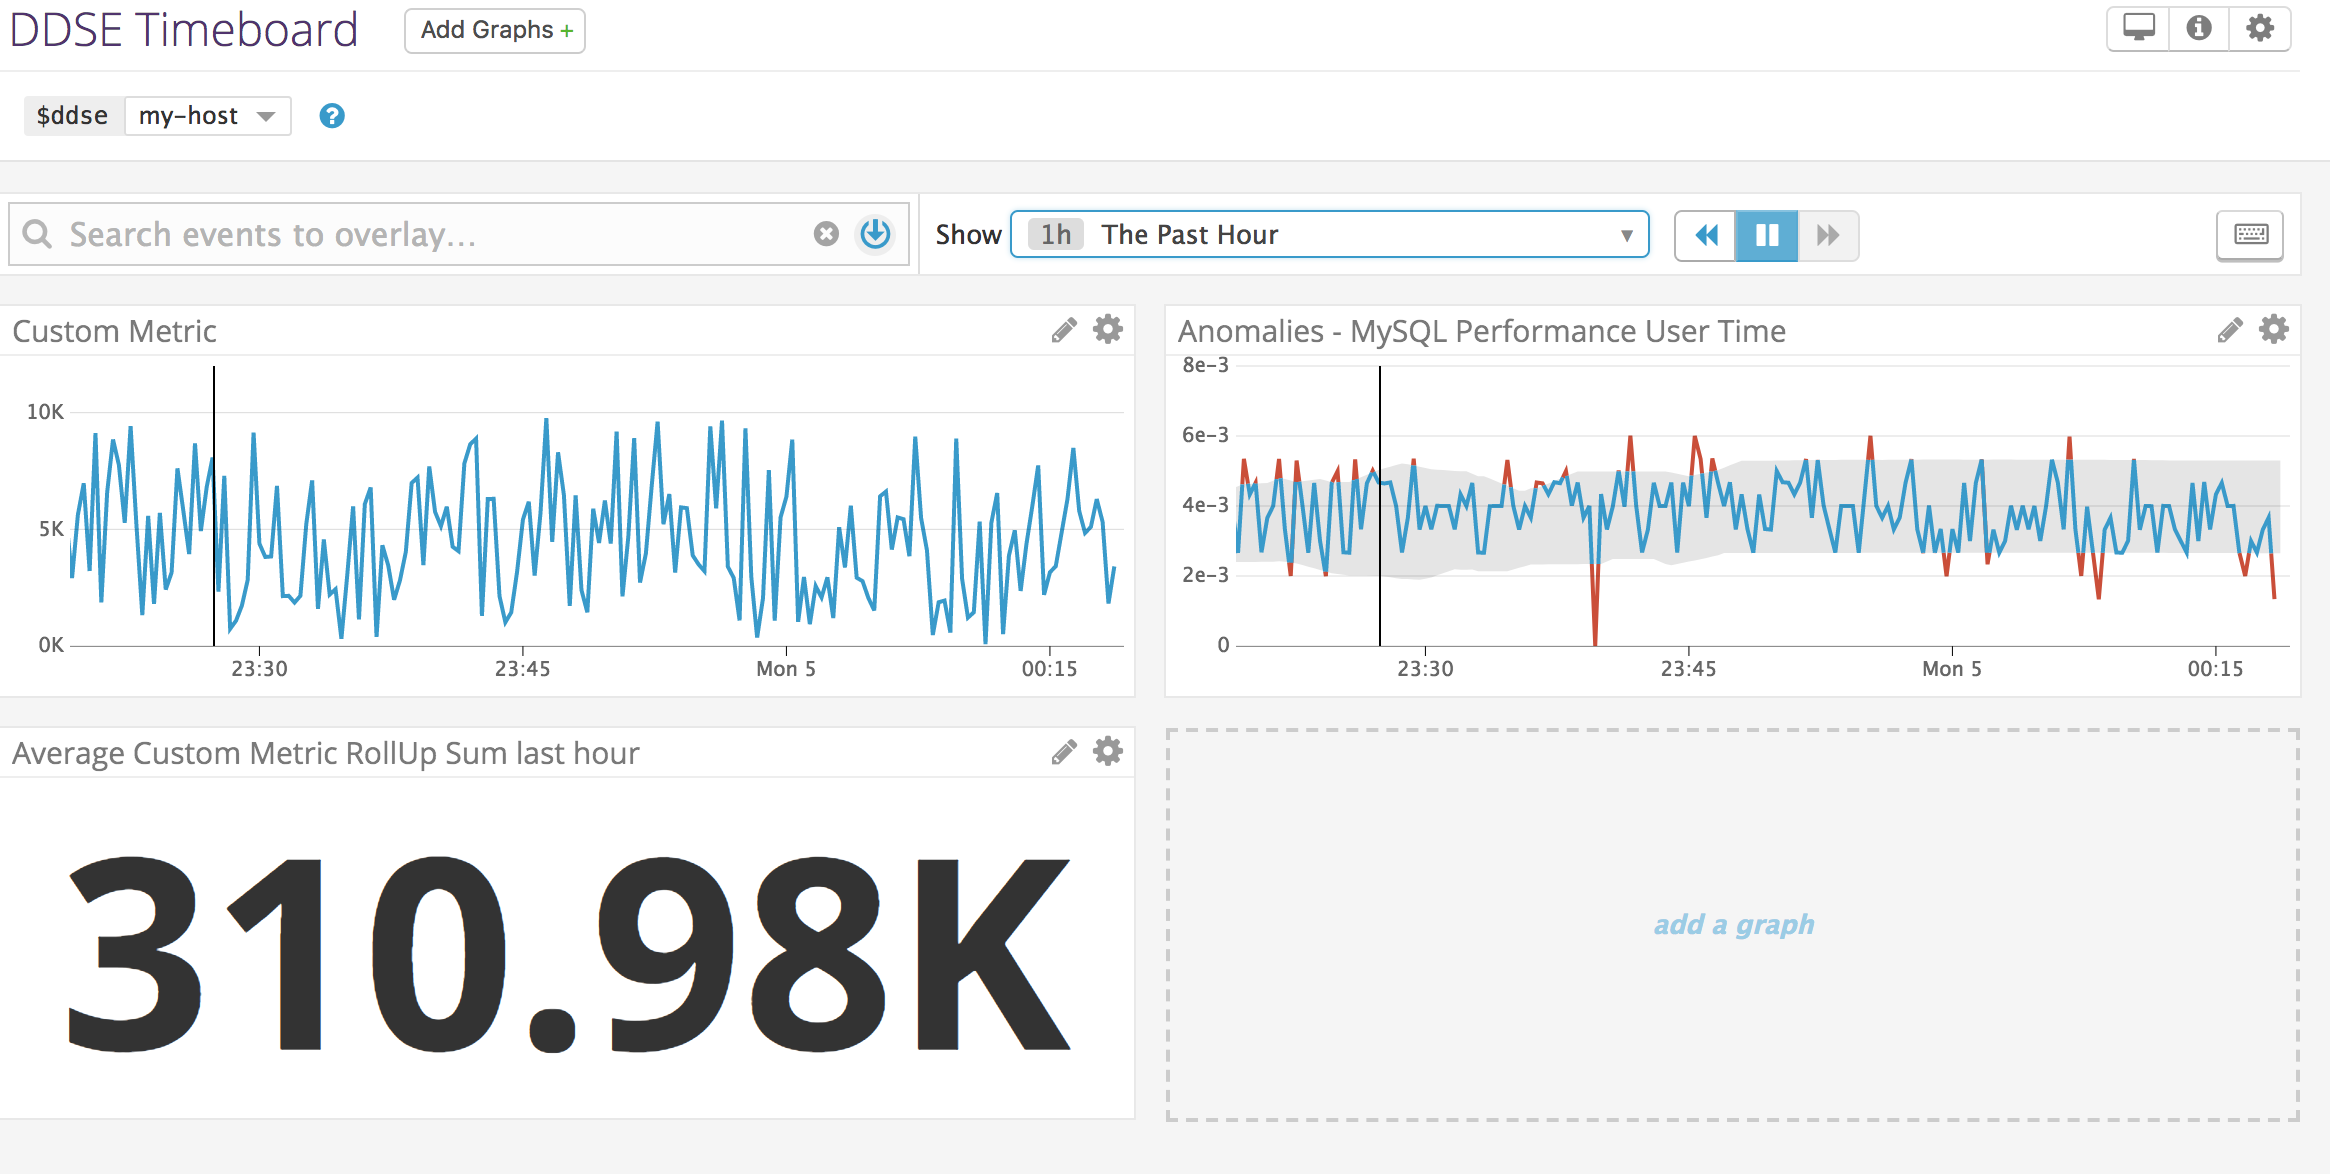 DDSE Timeboard
Add Graphs +
$ddse my-host
?
Search events to overlay...
Show 1h The Past Hour
Custom Metric
10K
5K
0K
23:30 23:45 Mon 5 00:15
Anomalies - MySQL Performance User Time
8e-3
6e-3
4e-3
2e-3
0
23:30 23:45 Mon 5 00:15
Average Custom Metric RollUp Sum last hour
310.98K
add a graph